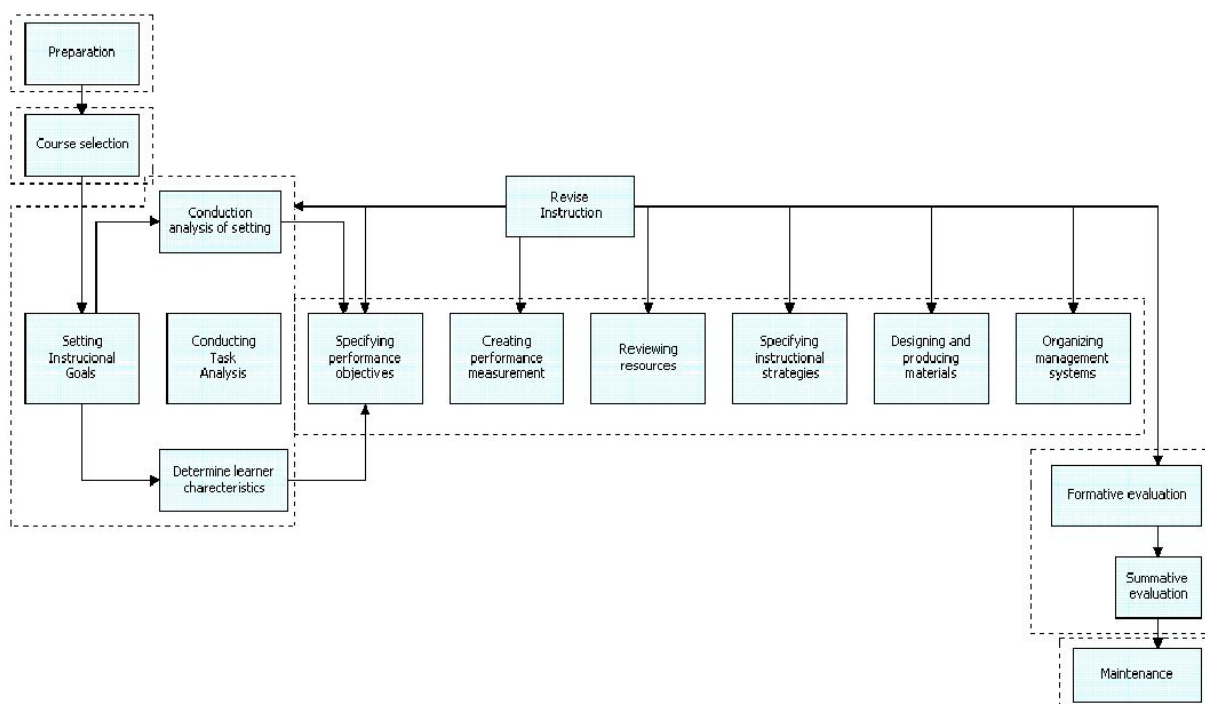 Preparation
Course selection
Conduction
analysis of setting
Revise
Instruction
Setting
Instrucional
Goals
Conducting
Task
Analysis
Specifying
performance
objectives
Creating
performance
measurement
Reviewing
resources
Specifying
instructional
strategies
Designing and
producing
materials
Organizing
management
systems
Determine learner
charecteristics
Formative evaluation
Summative
evaluation
Maintenance